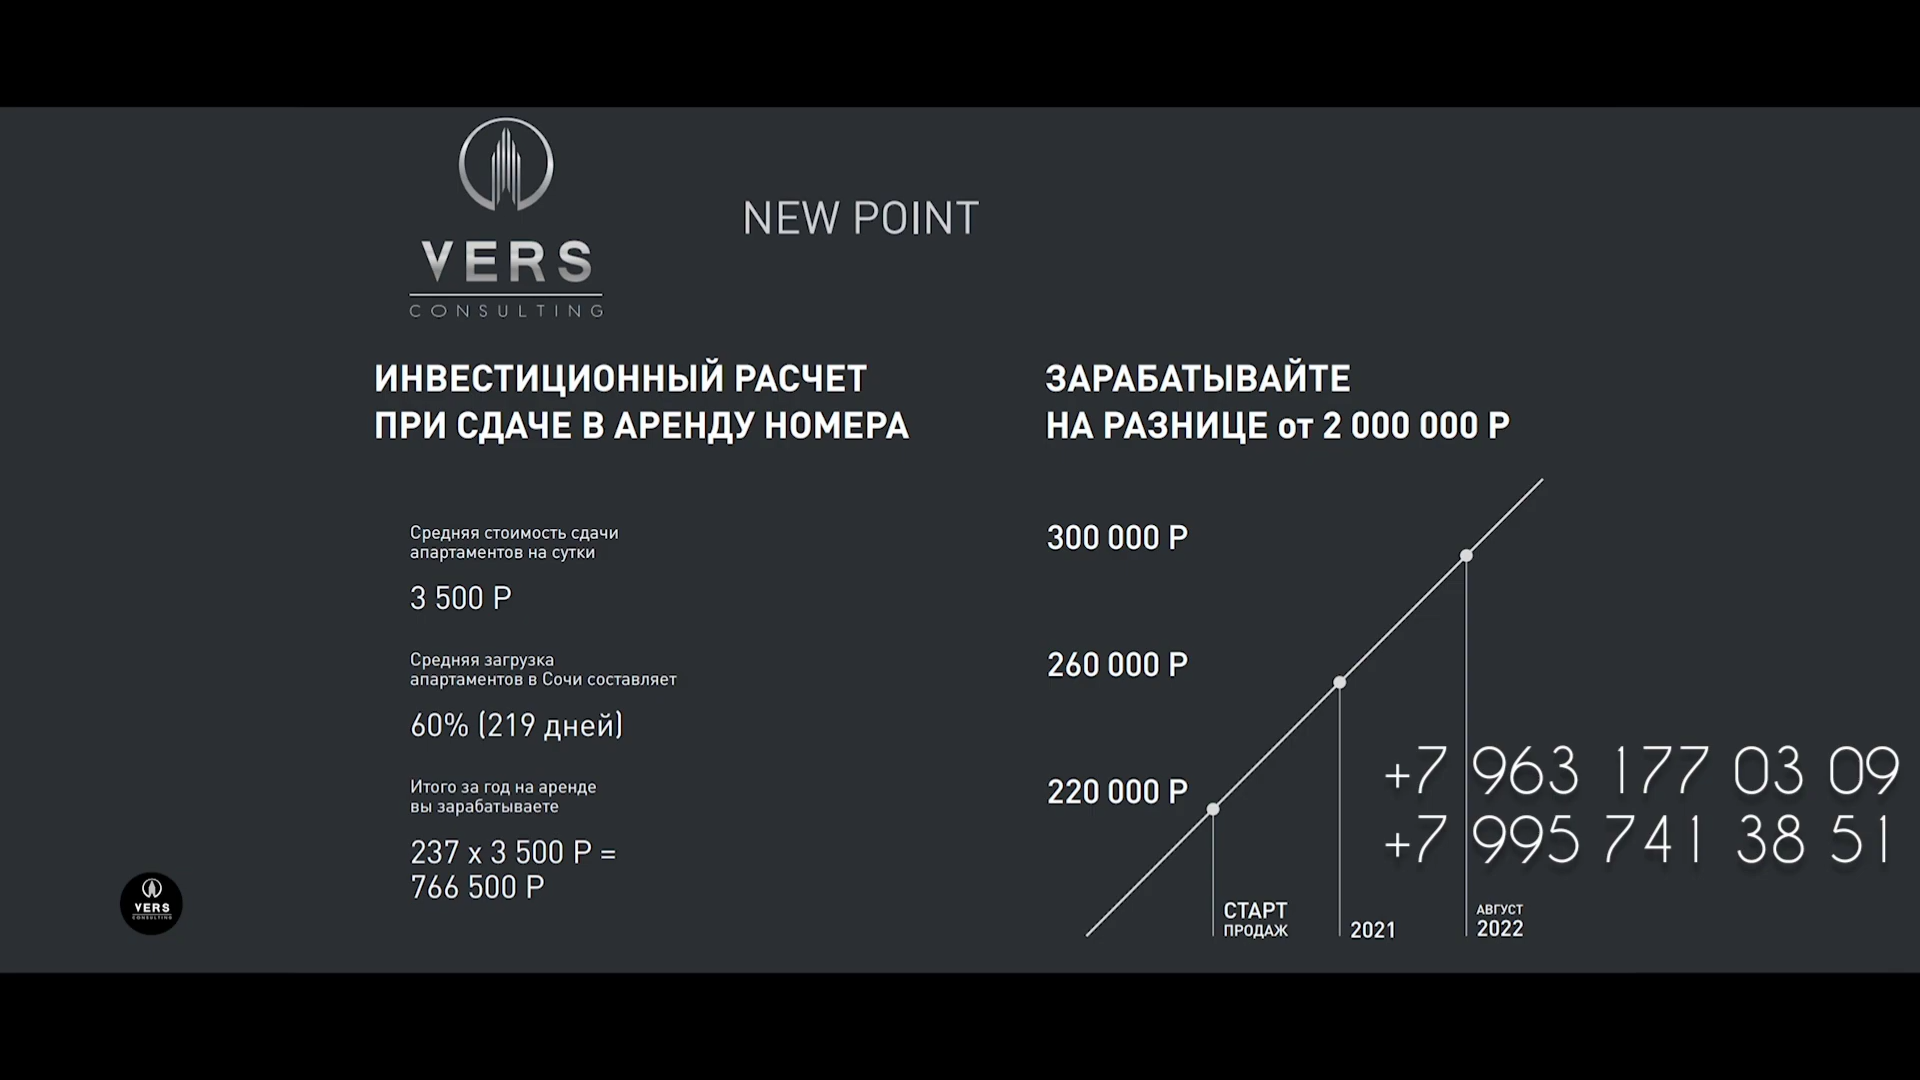 VERS
CONSULTING
NEW POINT
ИНВЕСТИЦИОННЫЙ РАСЧЕТ
ПРИ СДАЧЕ В АРЕНДУ НОМЕРА
Средняя стоимость сдачи
апартаментов на сутки
3 500 Р
Средняя загрузка
апартаментов в Сочи составляет
60% (219 дней)
Итого за год на аренде
вы зарабатываете
237 х 3 500 Р =
766 500 Р
ЗАРАБАТЫВАЙТЕ
НА РАЗНИЦЕ от 2 000 000 Р
300 000 Р
260 000 Р
220 000 Р
СТАРТ
ПРОДАЖ
2021
АВГУСТ
2022
+7 963 177 03 09
+7 995 741 38 51
VERS
CONSULTING